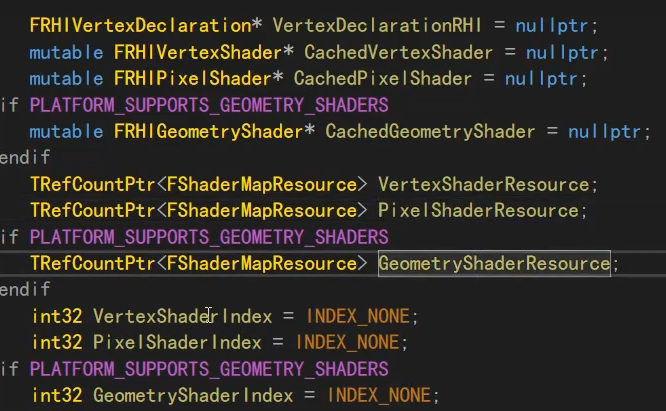 FRHIVertexDeclaration* VertexDeclarationRHI = nullptr;
mutable FRHIVertexShader* CachedVertexShader = nullptr;
mutable FRHIPixelShader* CachedPixelShader = nullptr;
if PLATFORM_SUPPORTS_GEOMETRY_SHADERS
mutable FRHIGeometryShader* CachedGeometryShader = nullptr;
endif
TRefCountPtr<FShaderMapResource> VertexShaderResource;
TRefCountPtr<FShaderMapResource> PixelShaderResource;
if PLATFORM_SUPPORTS_GEOMETRY_SHADERS
TRefCountPtr<FShaderMapResource> GeometryShaderResource;
endif
int32 VertexShaderIndex = INDEX_NONE;
int32 PixelShaderIndex = INDEX_NONE;
if PLATFORM_SUPPORTS_GEOMETRY_SHADERS
int32 GeometryShaderIndex = INDEX_NONE;